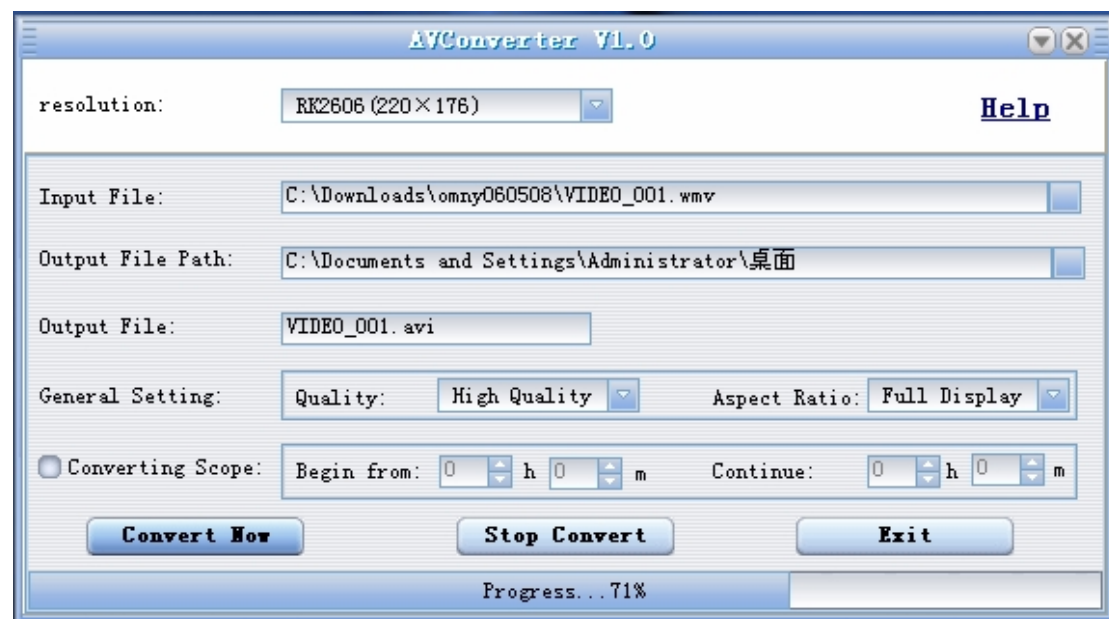 AVConverter V1.0
resolution: RK2606(220×176) Help
Input File: C:\Downloads\omny060508\VIDEO_001.wmv
Output File Path: C:\Documents and Settings\Administrator\桌面
Output File: VIDEO_001.avi
General Setting: Quality: High Quality Aspect Ratio: Full Display
Converting Scope: Begin from: 0 h 0 m Continue: 0 h 0 m
Convert Now Stop Convert Exit
Progress...71%